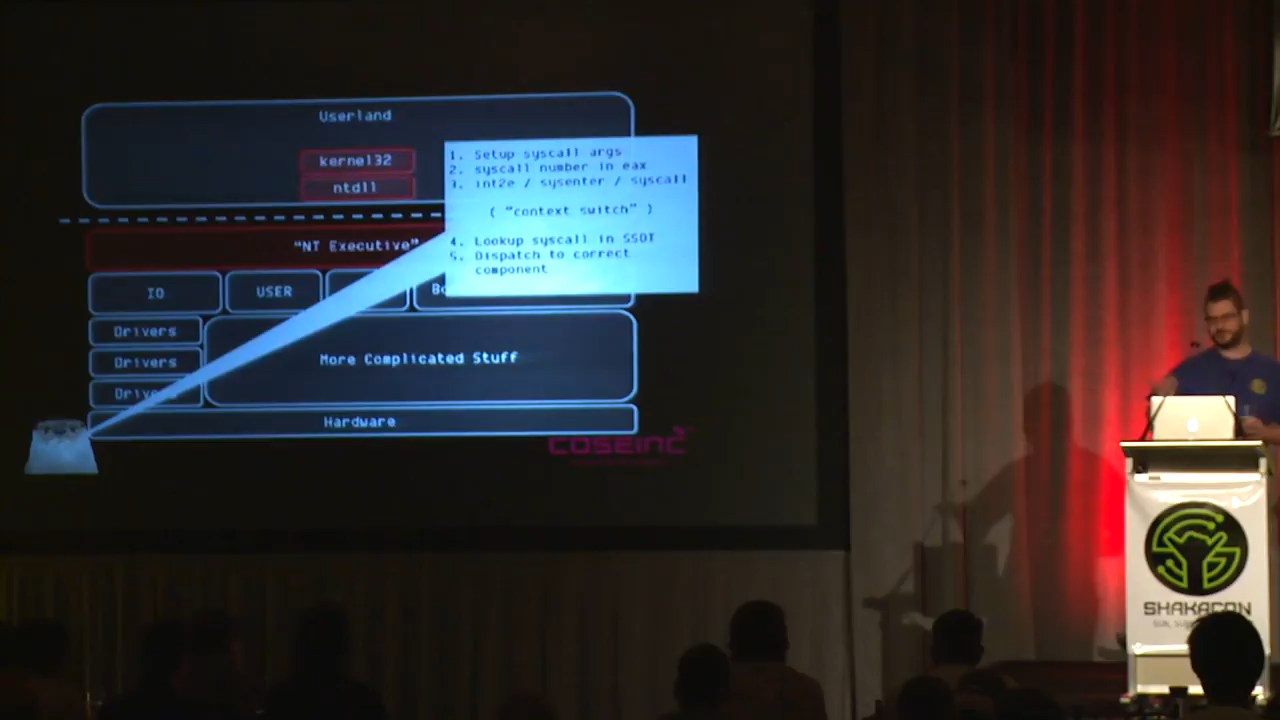 Userland
kernel32
ntdll
"NT Executive"
1. Setup syscall args
2. syscall number in eax
3. int2e / sysenter / syscall
( "context switch" )
4. Lookup syscall in SSDT
5. Dispatch to correct
component
IO
USER
Drivers
Drivers
Drivers
More Complicated Stuff
Hardware
COSEINC
SHAKACON